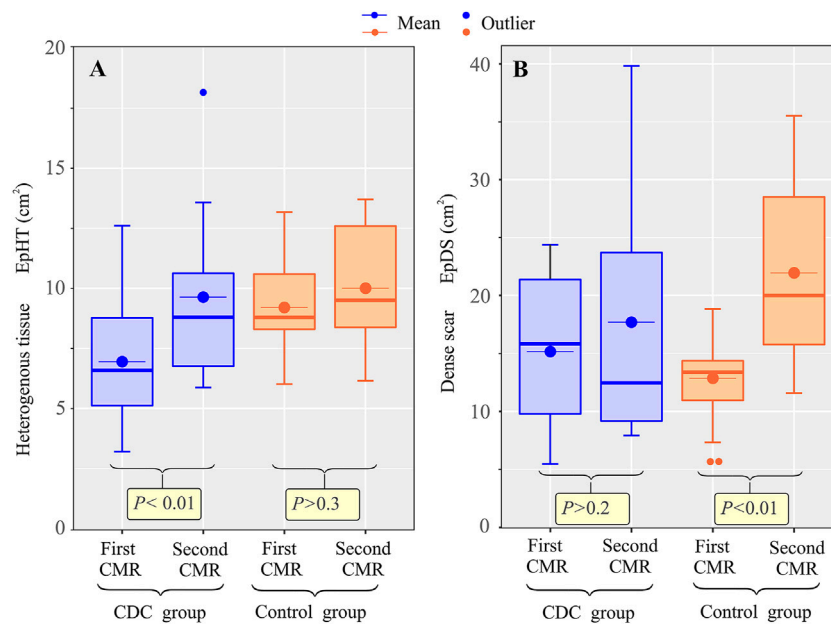 Mean Outlier
A
20
15
10
5
0
Heterogenous tissue EpHT (cm²)
P< 0.01
P>0.3
First CMR
Second CMR
First CMR
Second CMR
CDC group
Control group
B
40
30
20
10
0
Dense scar EpDS (cm²)
P>0.2
P<0.01
First CMR
Second CMR
First CMR
Second CMR
CDC group
Control group